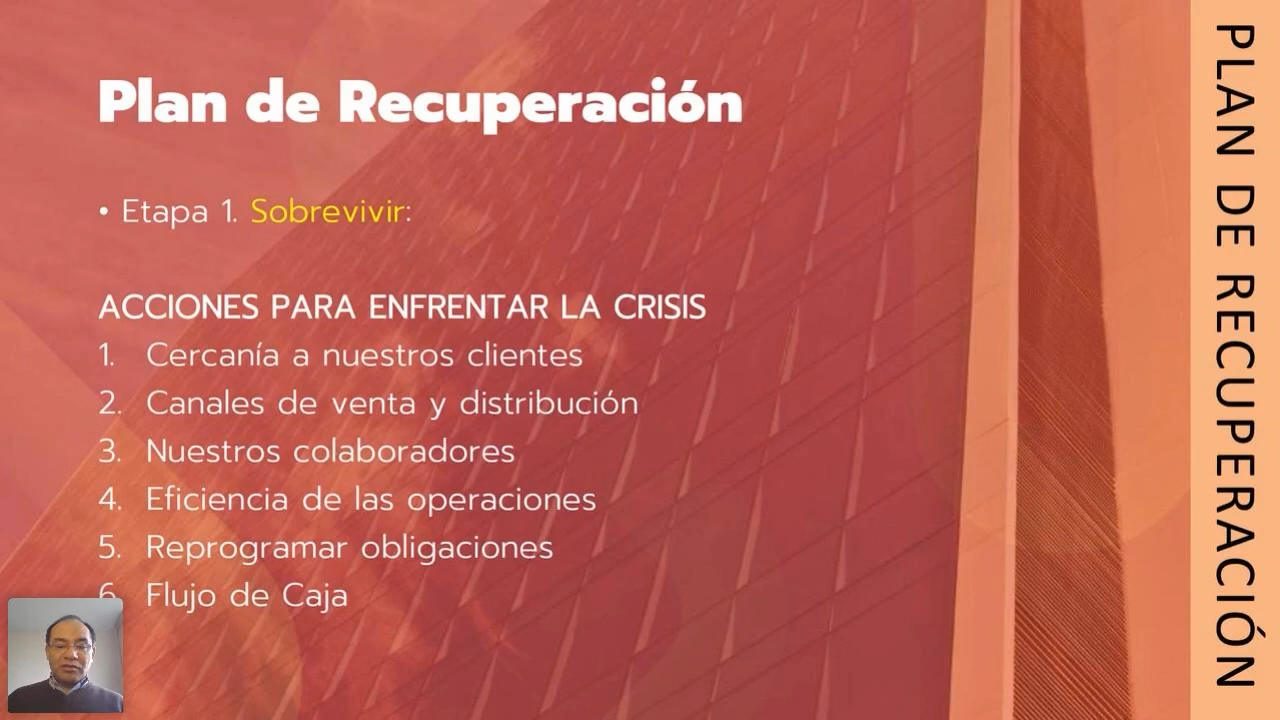 Plan de Recuperación
• Etapa 1. Sobrevivir:
ACCIONES PARA ENFRENTAR LA CRISIS
1. Cercanía a nuestros clientes
2. Canales de venta y distribución
3. Nuestros colaboradores
4. Eficiencia de las operaciones
5. Reprogramar obligaciones
6. Flujo de Caja
PLAN DE RECUPERACIÓN